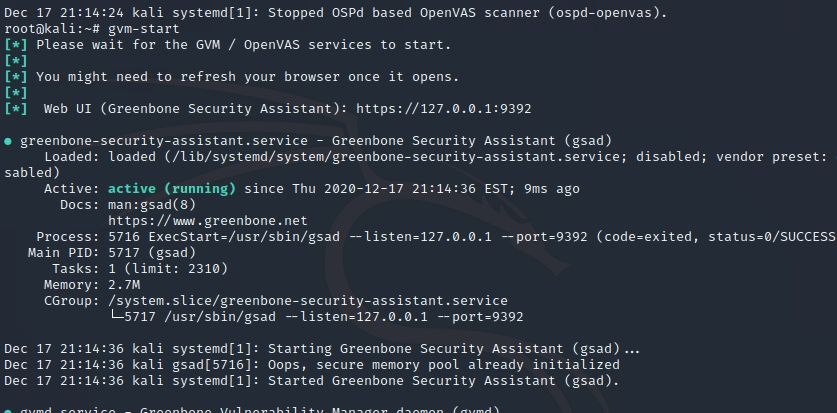 Dec 17 21:14:24 kali systemd[1]: Stopped OSPd based OpenVAS scanner (ospd-openvas).
root@kali:~# gvm-start
[*] Please wait for the GVM / OpenVAS services to start.
[*]
[*] You might need to refresh your browser once it opens.
[*]
[*]  Web UI (Greenbone Security Assistant): https://127.0.0.1:9392
● greenbone-security-assistant.service - Greenbone Security Assistant (gsad)
Loaded: loaded (/lib/systemd/system/greenbone-security-assistant.service; disabled; vendor preset:
sabled)
Active: active (running) since Thu 2020-12-17 21:14:36 EST; 9ms ago
Docs: man:gsad(8)
https://www.greenbone.net
Process: 5716 ExecStart=/usr/sbin/gsad --listen=127.0.0.1 --port=9392 (code=exited, status=0/SUCCESS
Main PID: 5717 (gsad)
Tasks: 1 (limit: 2310)
Memory: 2.7M
CGroup: /system.slice/greenbone-security-assistant.service
└─5717 /usr/sbin/gsad --listen=127.0.0.1 --port=9392
Dec 17 21:14:36 kali systemd[1]: Starting Greenbone Security Assistant (gsad)...
Dec 17 21:14:36 kali gsad[5716]: Oops, secure memory pool already initialized
Dec 17 21:14:36 kali systemd[1]: Started Greenbone Security Assistant (gsad).
● gvmd.service - Greenbone Vulnerability Manager daemon (gvmd)